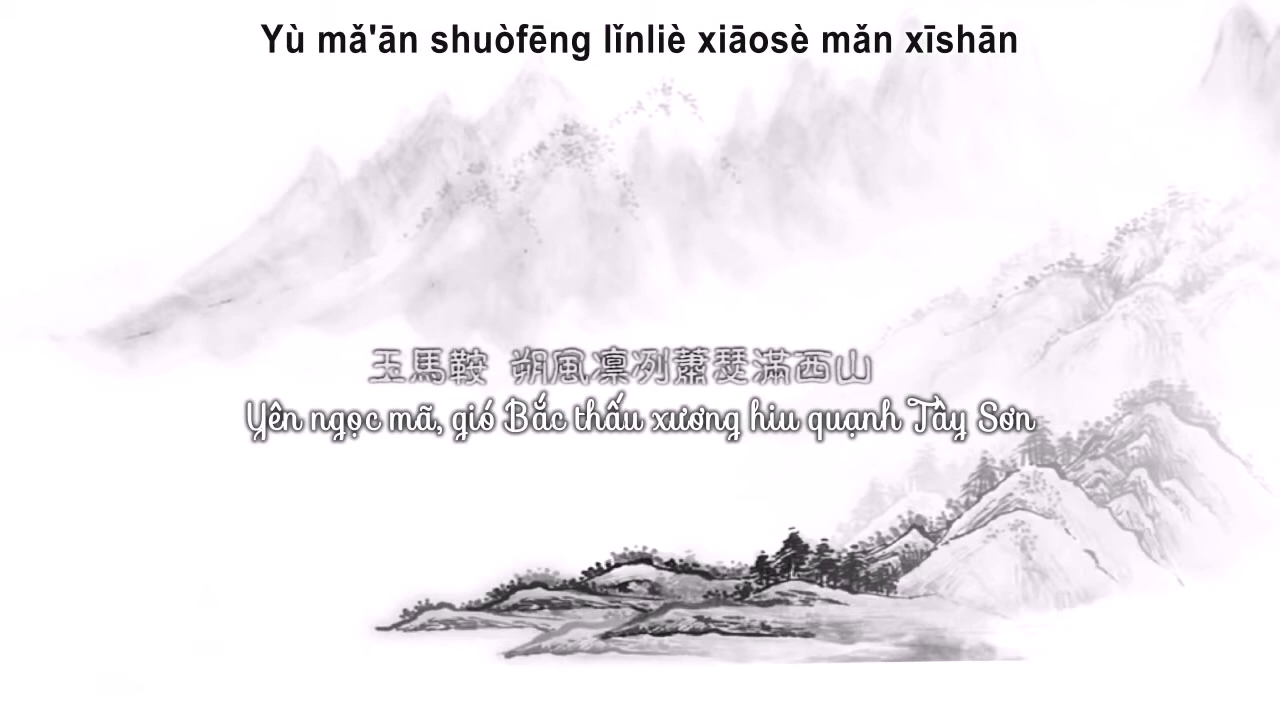 Yù mǎ'ān shuòfēng lǐnliè xiāosè mǎn xīshān
玉馬鞍 朔風凛冽蕭瑟滿西山
Yên ngọc mã, gió Bắc thấu xương hiu quạnh Tây Sơn